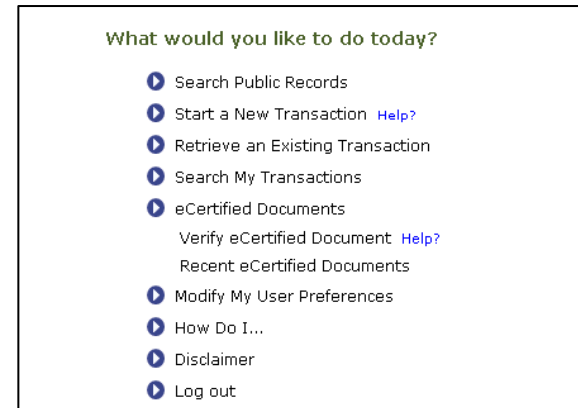 What would you like to do today?
Search Public Records
Start a New Transaction Help?
Retrieve an Existing Transaction
Search My Transactions
eCertified Documents
Verify eCertified Document Help?
Recent eCertified Documents
Modify My User Preferences
How Do I...
Disclaimer
Log out